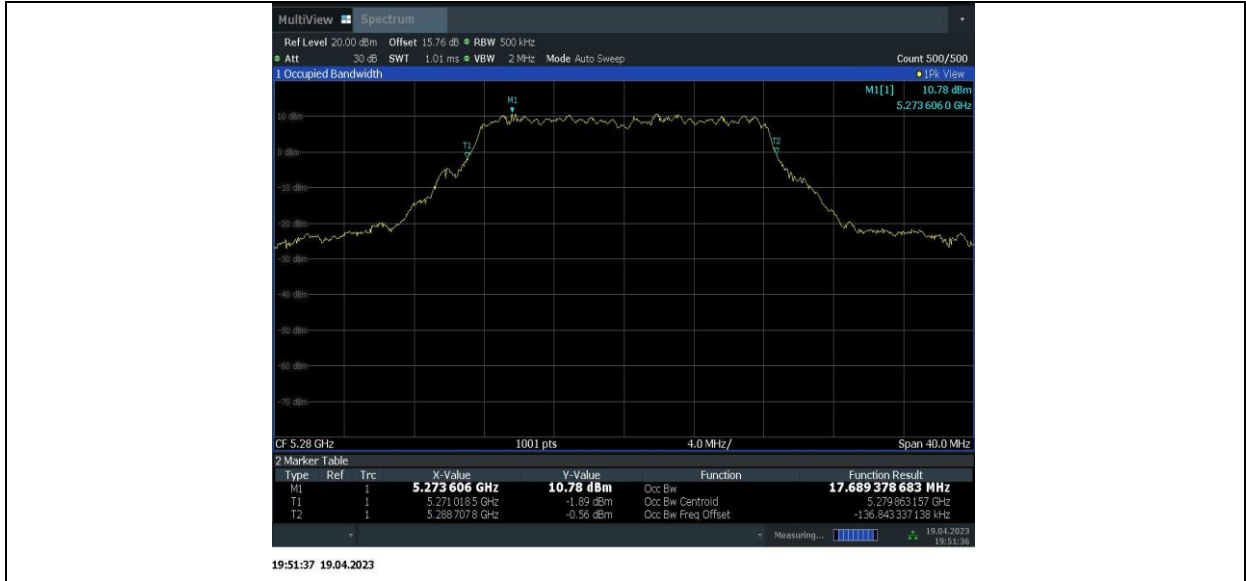 MultiView Spectrum
Ref Level 20.00 dBm Offset 15.76 dB RBW 500 kHz
Att 30 dB SWT 1.01 ms VBW 2 MHz Mode Auto Sweep Count 500/500
1 Occupied Bandwidth 1Pk View
M1[1] 10.78 dBm
5.273 606 0 GHz
M1
10 dBm
T1
T2
0 dBm
-10 dBm
-20 dBm
-30 dBm
-40 dBm
-50 dBm
-60 dBm
-70 dBm
CF 5.28 GHz 1001 pts 4.0 MHz/ Span 40.0 MHz
2 Marker Table
Type Ref Trc X-Value Y-Value Function Function Result
M1 1 5.273 606 GHz 10.78 dBm Occ Bw 17.689 378 683 MHz
T1 1 5.271 018 5 GHz -1.89 dBm Occ Bw Centroid 5.279 863 157 GHz
T2 1 5.288 707 8 GHz -0.56 dBm Occ Bw Freq Offset -136.843 337 138 kHz
Measuring... 19.04.2023
19:51:36
19:51:37 19.04.2023